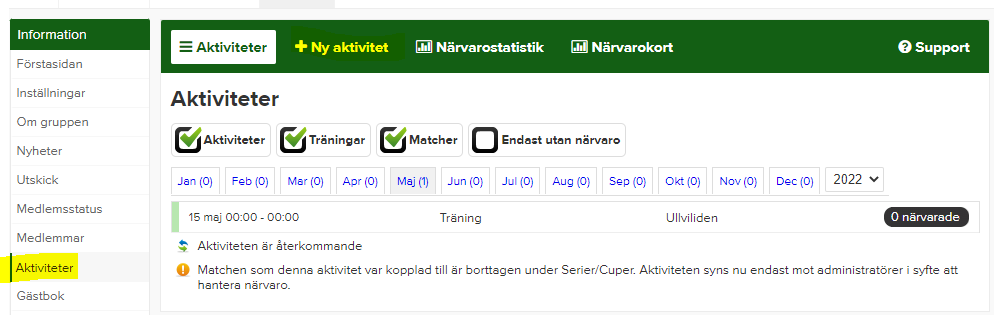 Information
Förstasidan
Inställningar
Om gruppen
Nyheter
Utskick
Medlemsstatus
Medlemmar
Aktiviteter
Gästbok
Aktiviteter Ny aktivitet Närvarostatistik Närvarokort Support
Aktiviteter
Aktiviteter Träningar Matcher Endast utan närvaro
Jan (0) Feb (0) Mar (0) Apr (0) Maj (1) Jun (0) Jul (0) Aug (0) Sep (0) Okt (0) Nov (0) Dec (0) 2022
15 maj 00:00 - 00:00 Träning Ullviliden 0 närvarade
Aktiviteten är återkommande
Matchen som denna aktivitet var kopplad till är borttagen under Serier/Cuper. Aktiviteten syns nu endast mot administratörer i syfte att
hantera närvaro.